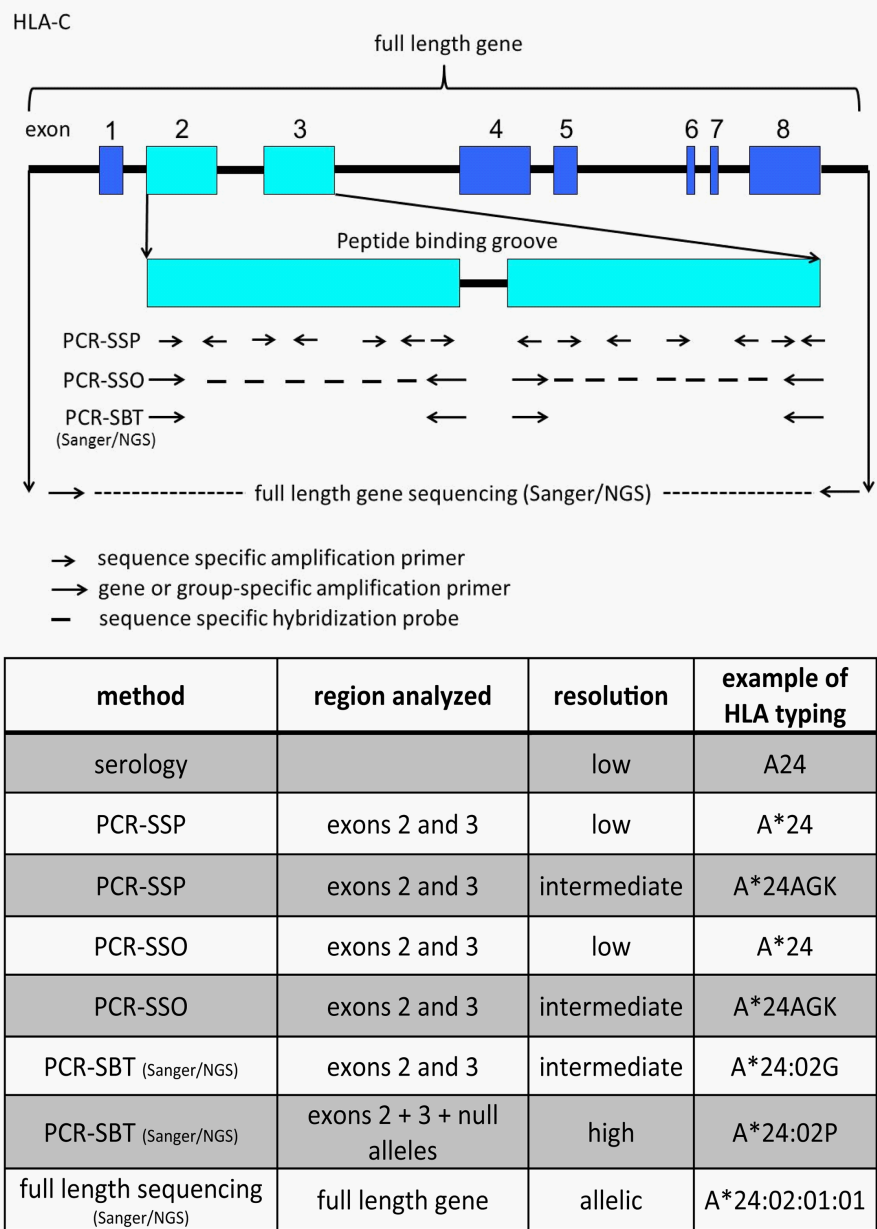 HLA-C
full length gene
exon 1 2 3 4 5 6 7 8
Peptide binding groove
PCR-SSP
PCR-SSO
PCR-SBT
(Sanger/NGS)
full length gene sequencing (Sanger/NGS)
sequence specific amplification primer
gene or group-specific amplification primer
sequence specific hybridization probe
method region analyzed resolution example of
HLA typing
serology low A24
PCR-SSP exons 2 and 3 low A*24
PCR-SSP exons 2 and 3 intermediate A*24AGK
PCR-SSO exons 2 and 3 low A*24
PCR-SSO exons 2 and 3 intermediate A*24AGK
PCR-SBT (Sanger/NGS) exons 2 and 3 intermediate A*24:02G
PCR-SBT (Sanger/NGS) exons 2 + 3 + null
alleles high A*24:02P
full length sequencing
(Sanger/NGS) full length gene allelic A*24:02:01:01